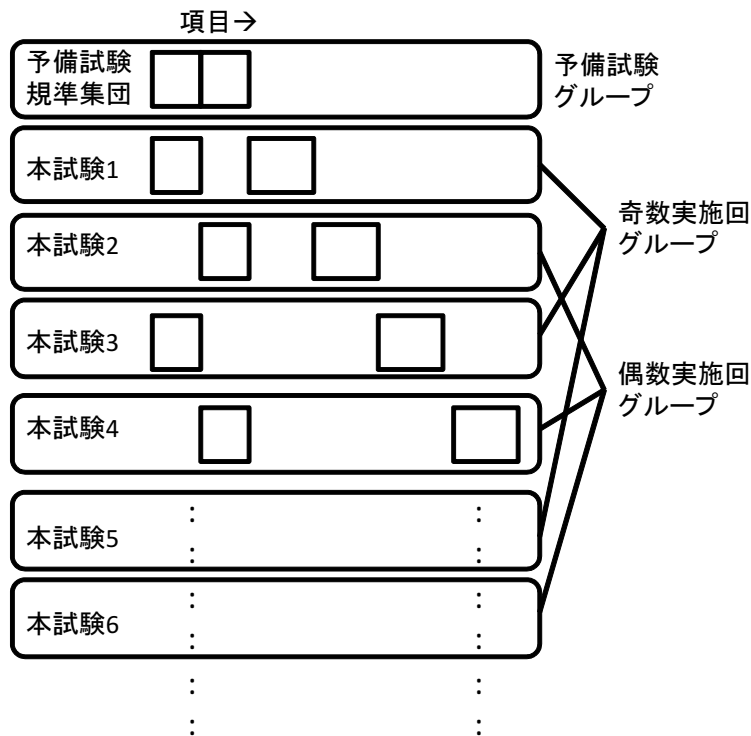 項目→
予備試験
規準集団
予備試験
グループ
本試験1
本試験2
奇数実施回
グループ
本試験3
偶数実施回
グループ
本試験4
本試験5
本試験6